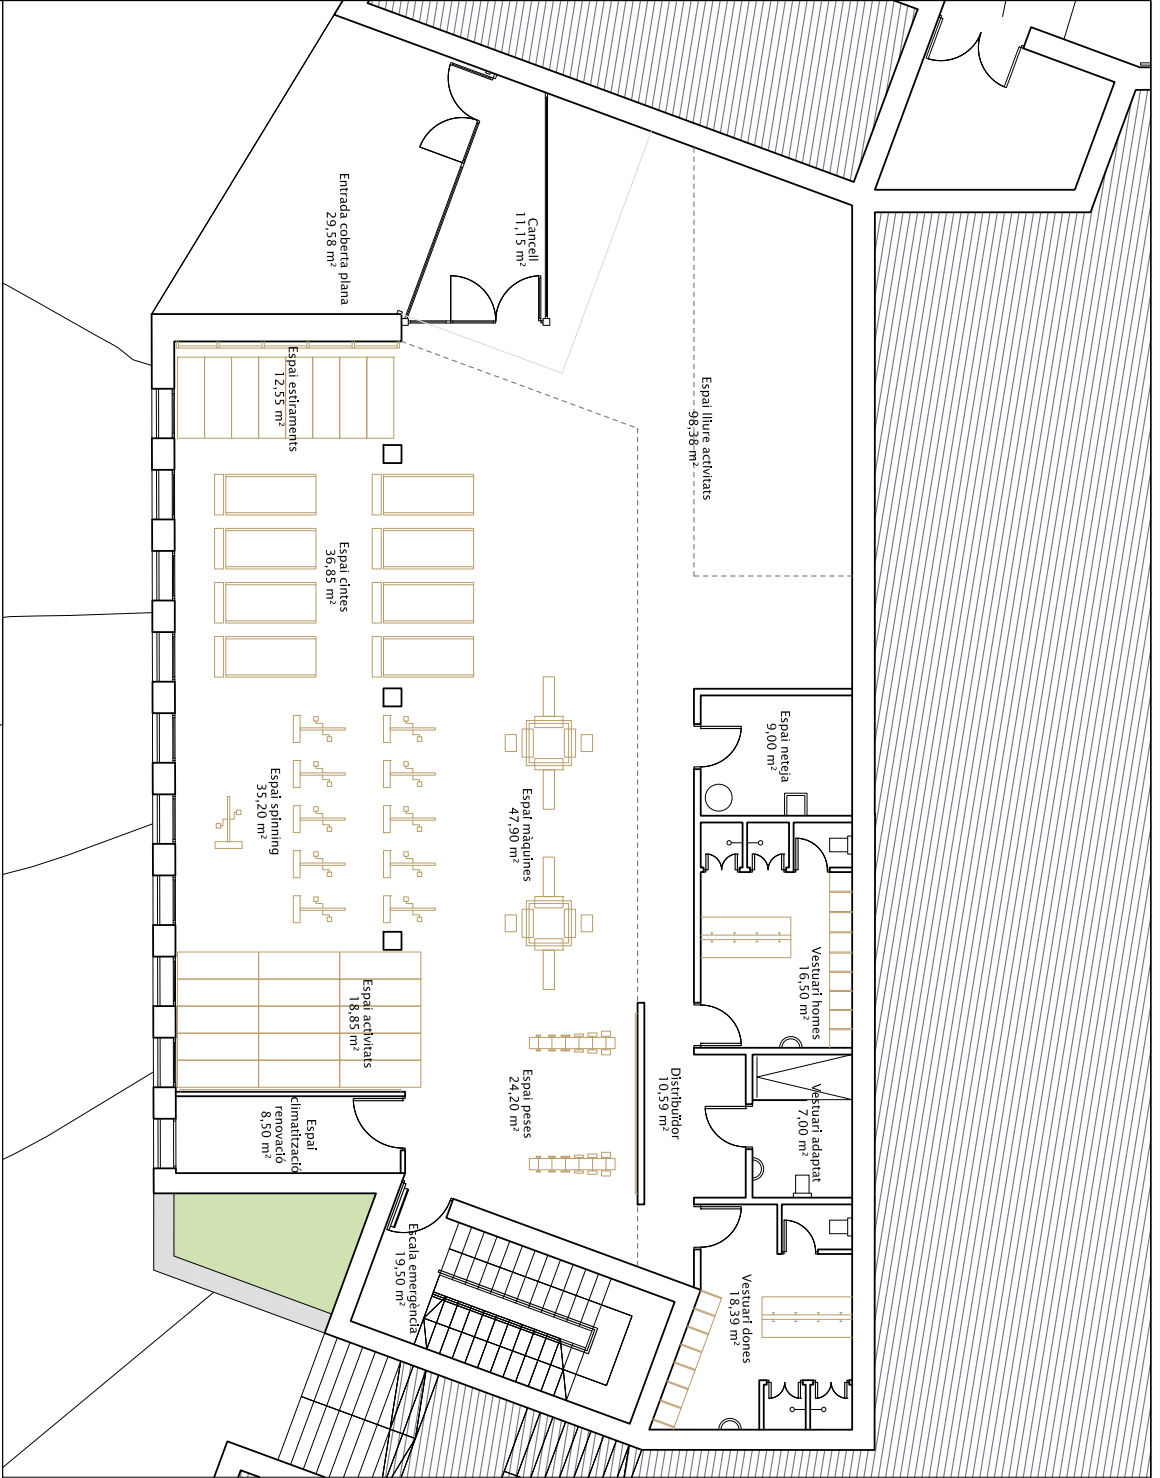 Entrada coberta plana
29,58 m²
Cancell
11,15 m²
Espai estiraments
12,55 m²
Espai lliure activitats
98,38 m²
Espai cintes
36,85 m²
Espai neteja
9,00 m²
Espai spinning
35,20 m²
Espai màquines
47,90 m²
Vestuari homes
16,50 m²
Espai activitats
18,85 m²
Espai peses
24,20 m²
Distribuïdor
10,59 m²
Vestuari adaptat
7,00 m²
Espai
climatització
renovació
8,50 m²
Escala emergència
19,50 m²
Vestuari dones
18,39 m²